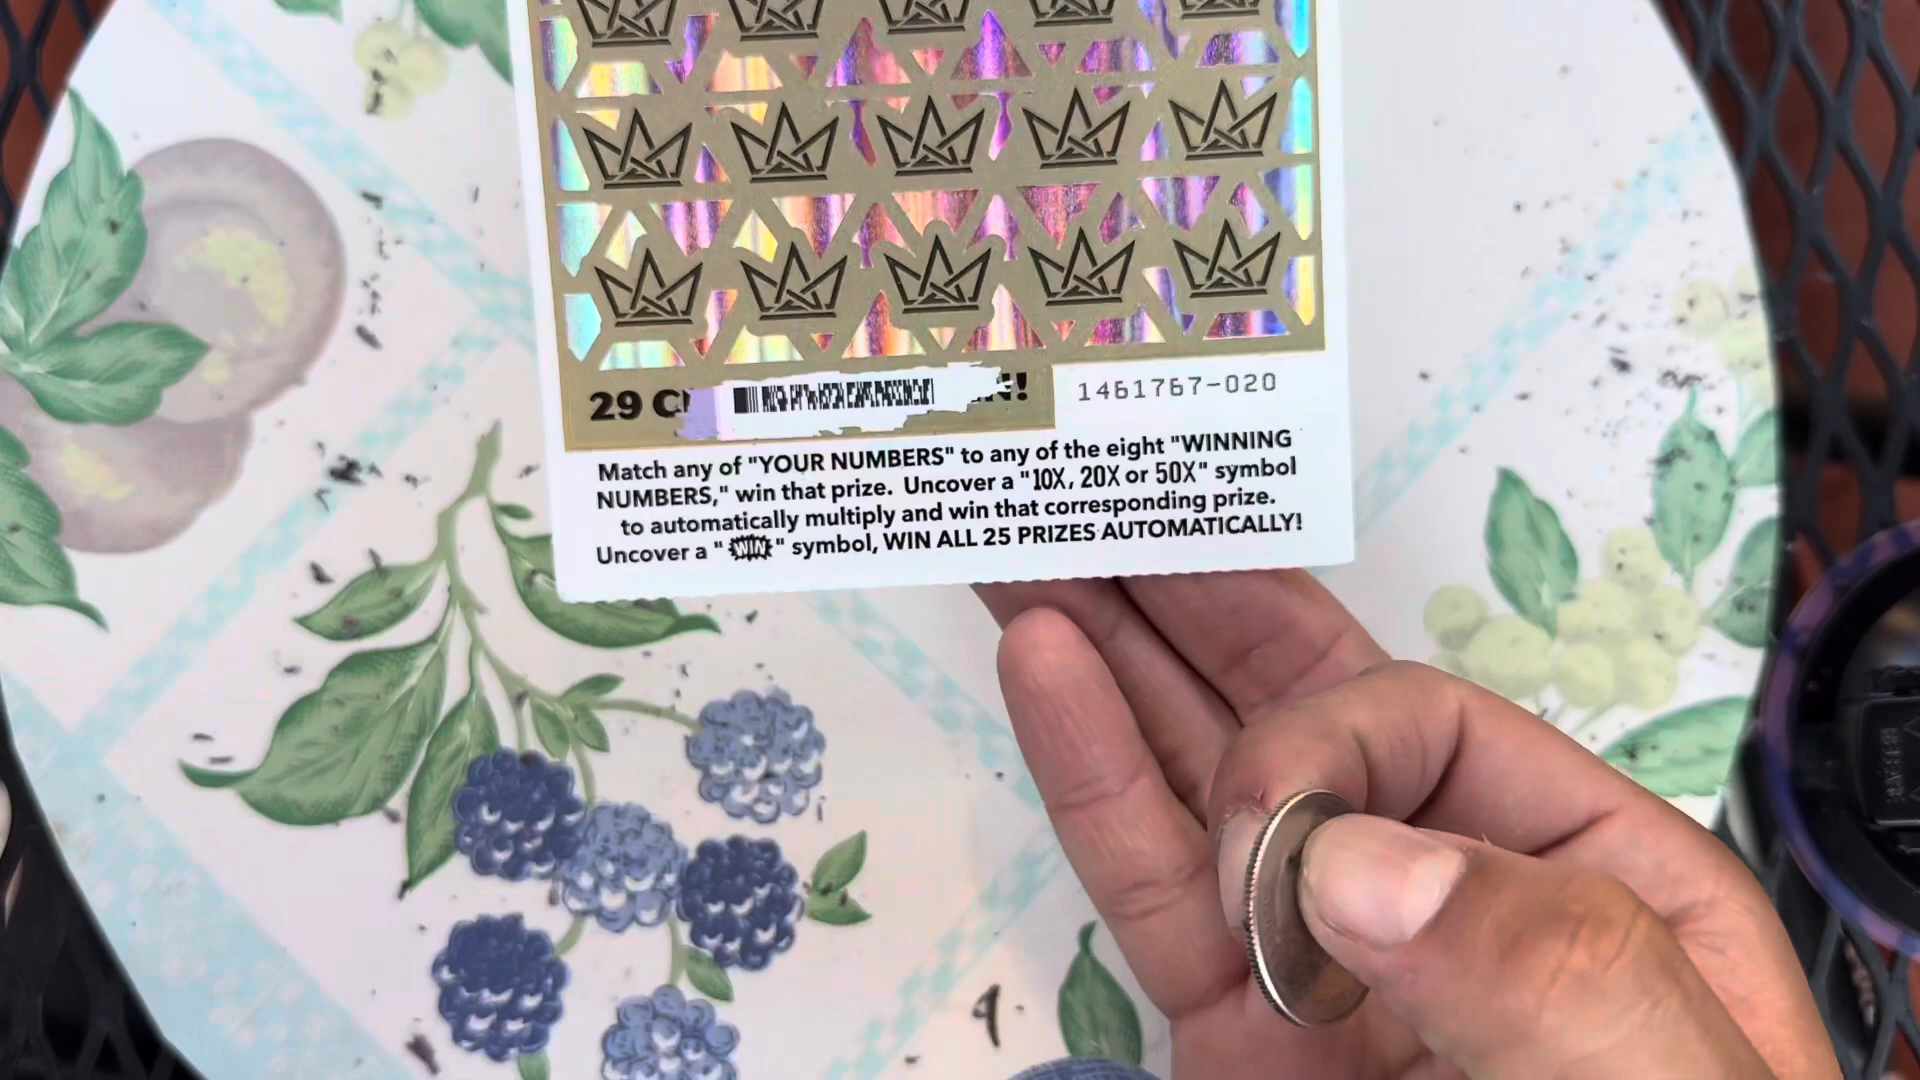 29
1461767-020
Match any of "YOUR NUMBERS" to any of the eight "WINNING
NUMBERS," win that prize. Uncover a "10X, 20X or 50X" symbol
to automatically multiply and win that corresponding prize.
Uncover a "WIN" symbol, WIN ALL 25 PRIZES AUTOMATICALLY!